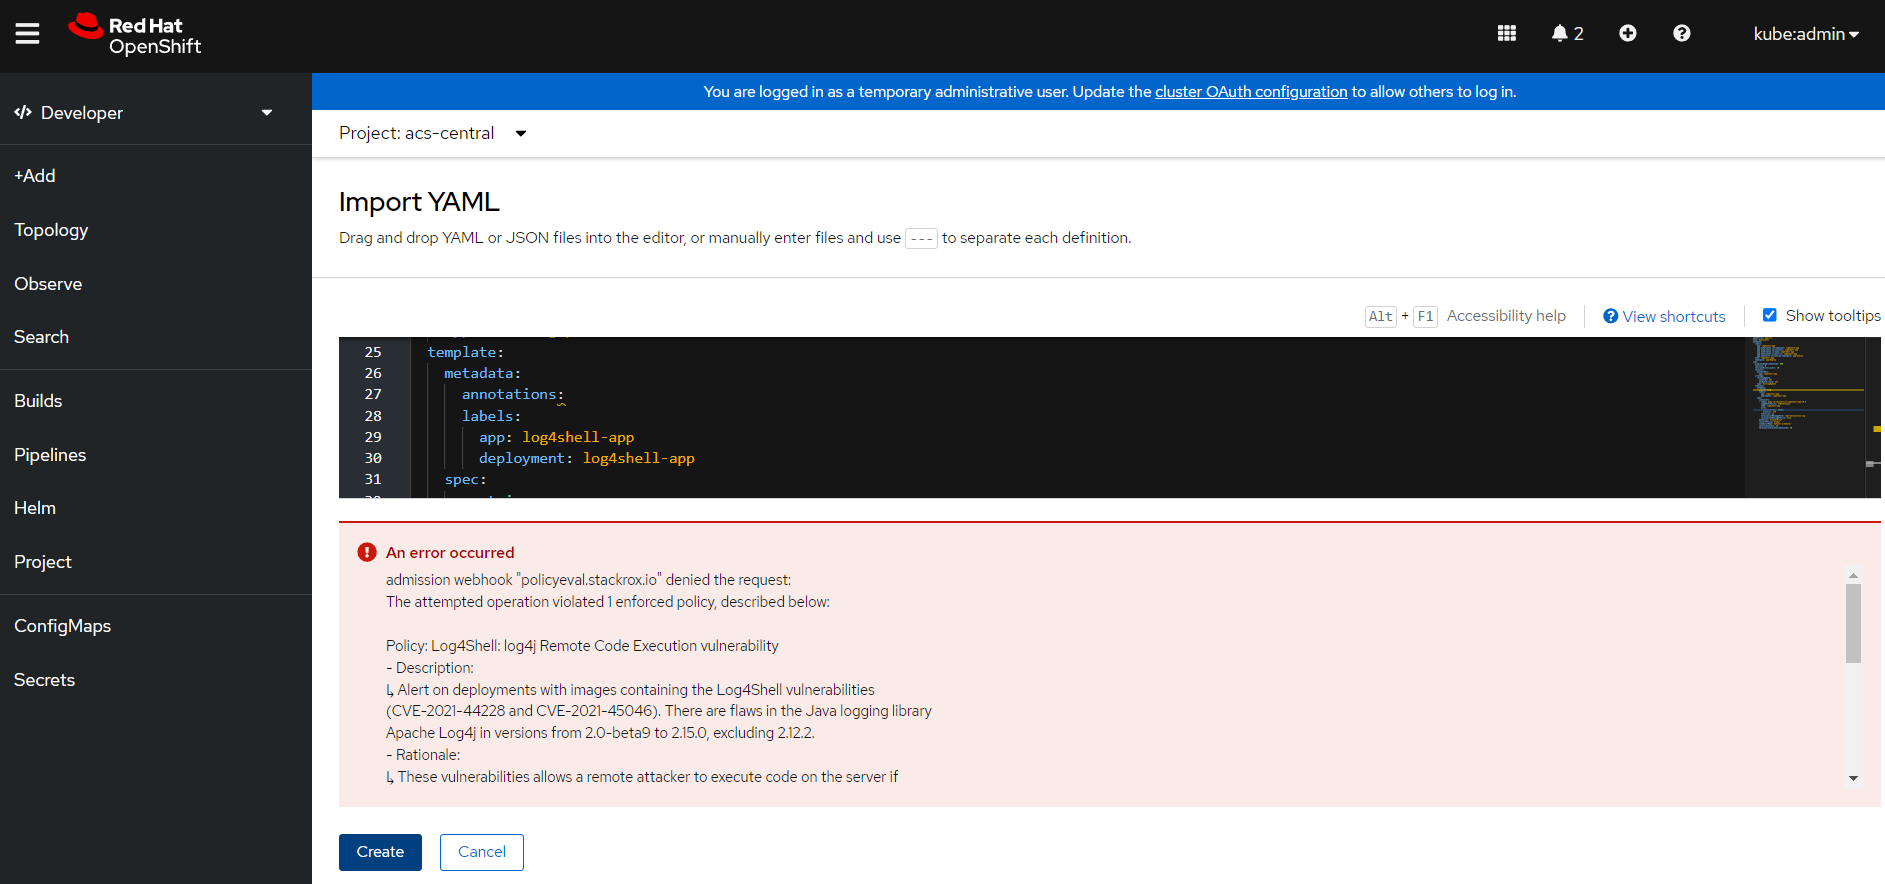 Red Hat
OpenShift
2
kube:admin
You are logged in as a temporary administrative user. Update the cluster OAuth configuration to allow others to log in.
Developer
+Add
Topology
Observe
Search
Builds
Pipelines
Helm
Project
ConfigMaps
Secrets
Project: acs-central
Import YAML
Drag and drop YAML or JSON files into the editor, or manually enter files and use --- to separate each definition.
Alt + F1 Accessibility help
View shortcuts
Show tooltips
25 template:
26 metadata:
27 annotations:
28 labels:
29 app: log4shell-app
30 deployment: log4shell-app
31 spec:
An error occurred
admission webhook "policyeval.stackrox.io" denied the request:
The attempted operation violated 1 enforced policy, described below:
Policy: Log4Shell: log4j Remote Code Execution vulnerability
- Description:
↳ Alert on deployments with images containing the Log4Shell vulnerabilities
(CVE-2021-44228 and CVE-2021-45046). There are flaws in the Java logging library
Apache Log4j in versions from 2.0-beta9 to 2.15.0, excluding 2.12.2.
- Rationale:
↳ These vulnerabilities allows a remote attacker to execute code on the server if
Create
Cancel